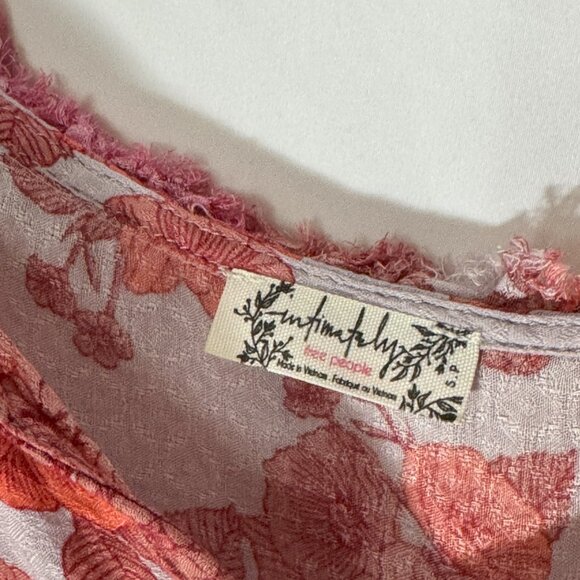 intimately
free people
Made in Vietnam . Fabriqué au Vietnam
S P